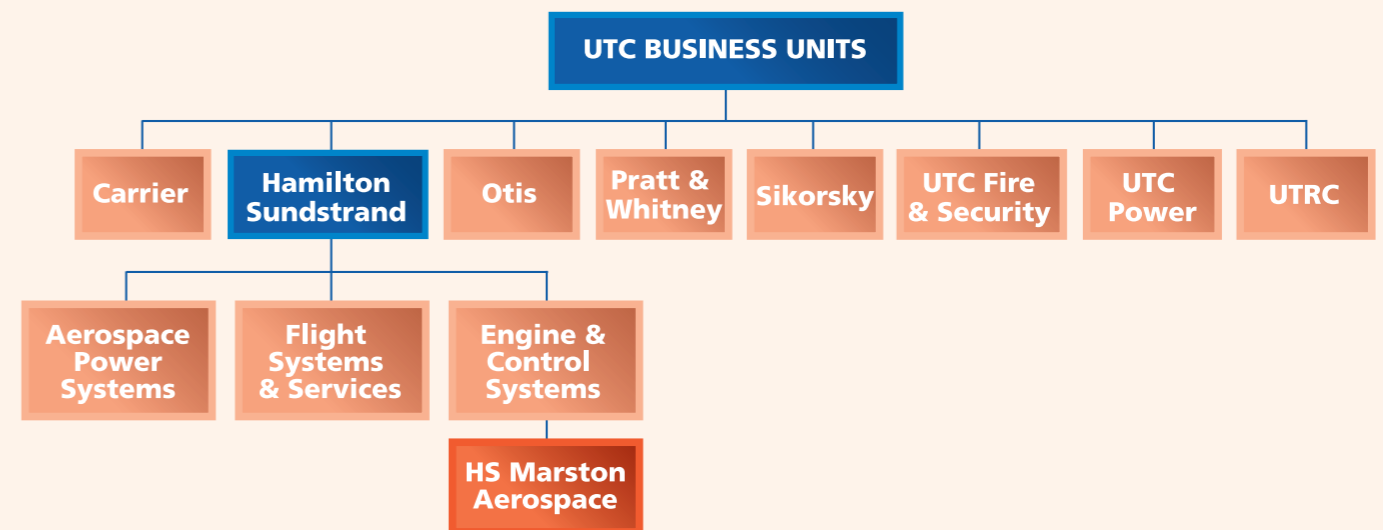 UTC BUSINESS UNITS
Carrier
Hamilton
Sundstrand
Otis
Pratt &
Whitney
Sikorsky
UTC Fire
& Security
UTC
Power
UTRC
Aerospace
Power
Systems
Flight
Systems
& Services
Engine &
Control
Systems
HS Marston
Aerospace